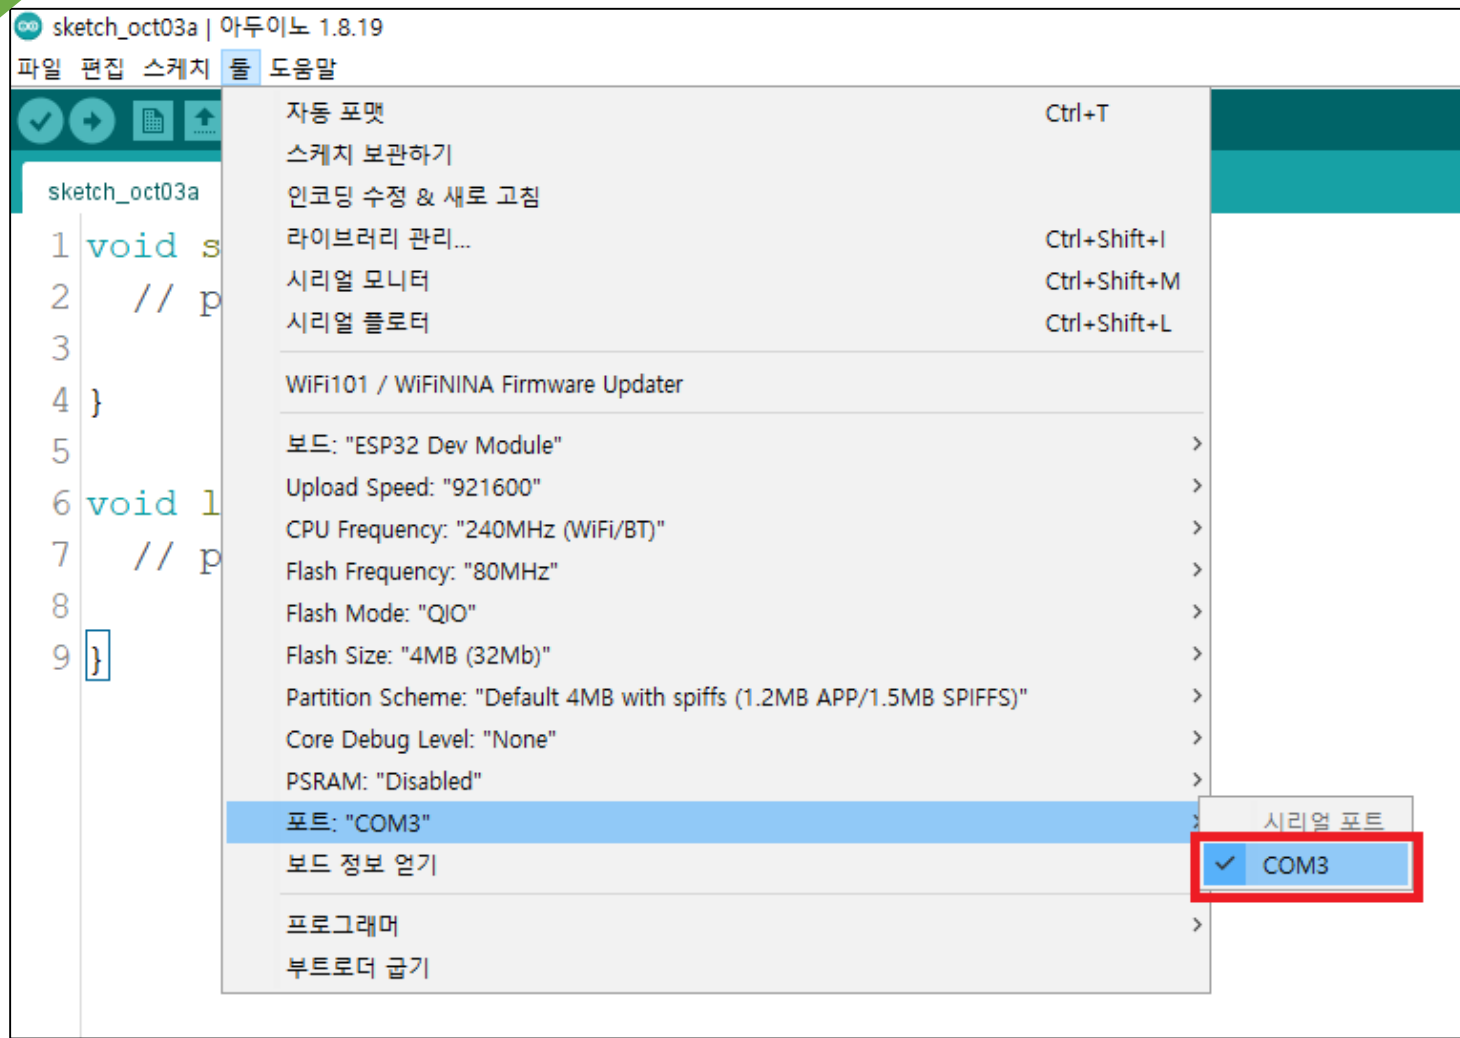 sketch_oct03a | 아두이노 1.8.19
파일 편집 스케치 툴 도움말
sketch_oct03a
1 void s
2 // p
3
4 }
5
6 void l
7 // p
8
9 }
자동 포맷 Ctrl+T
스케치 보관하기
인코딩 수정 & 새로 고침
라이브러리 관리... Ctrl+Shift+I
시리얼 모니터 Ctrl+Shift+M
시리얼 플로터 Ctrl+Shift+L
WiFi101 / WiFiNINA Firmware Updater
보드: "ESP32 Dev Module"
Upload Speed: "921600"
CPU Frequency: "240MHz (WiFi/BT)"
Flash Frequency: "80MHz"
Flash Mode: "QIO"
Flash Size: "4MB (32Mb)"
Partition Scheme: "Default 4MB with spiffs (1.2MB APP/1.5MB SPIFFS)"
Core Debug Level: "None"
PSRAM: "Disabled"
포트: "COM3"
시리얼 포트
COM3
보드 정보 얻기
프로그래머
부트로더 굽기